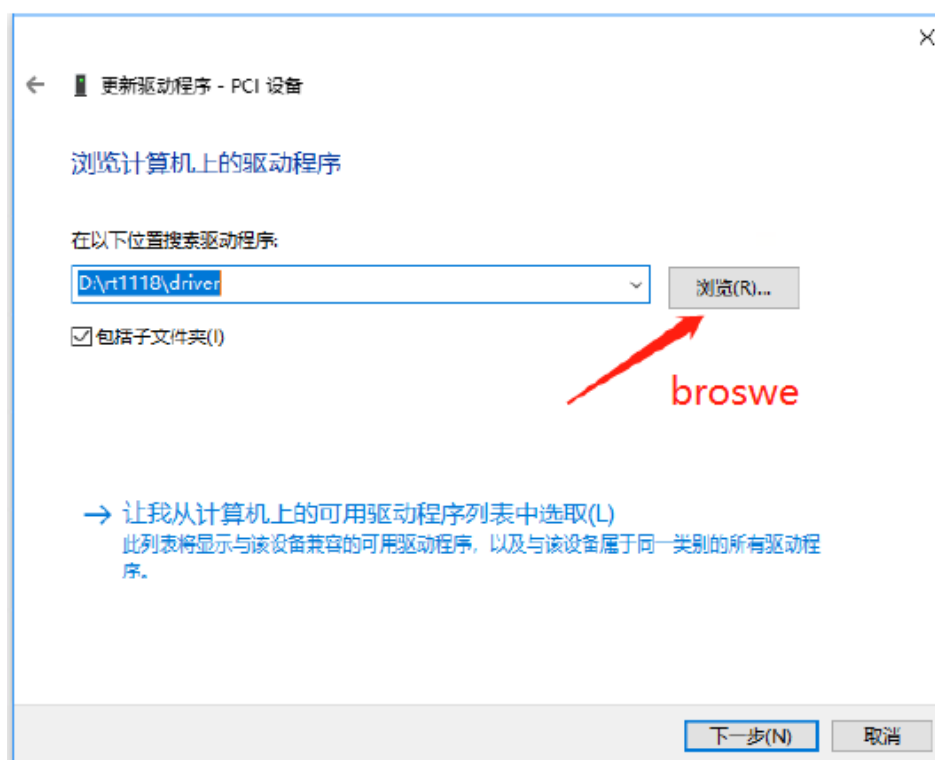 更新驱动程序 - PCI 设备
浏览计算机上的驱动程序
在以下位置搜索驱动程序:
D:\rt1118\driver
浏览(R)...
包括子文件夹(I)
broswe
让我从计算机上的可用驱动程序列表中选取(L)
此列表将显示与该设备兼容的可用驱动程序，以及与该设备属于同一类别的所有驱动程
序。
下一步(N)
取消